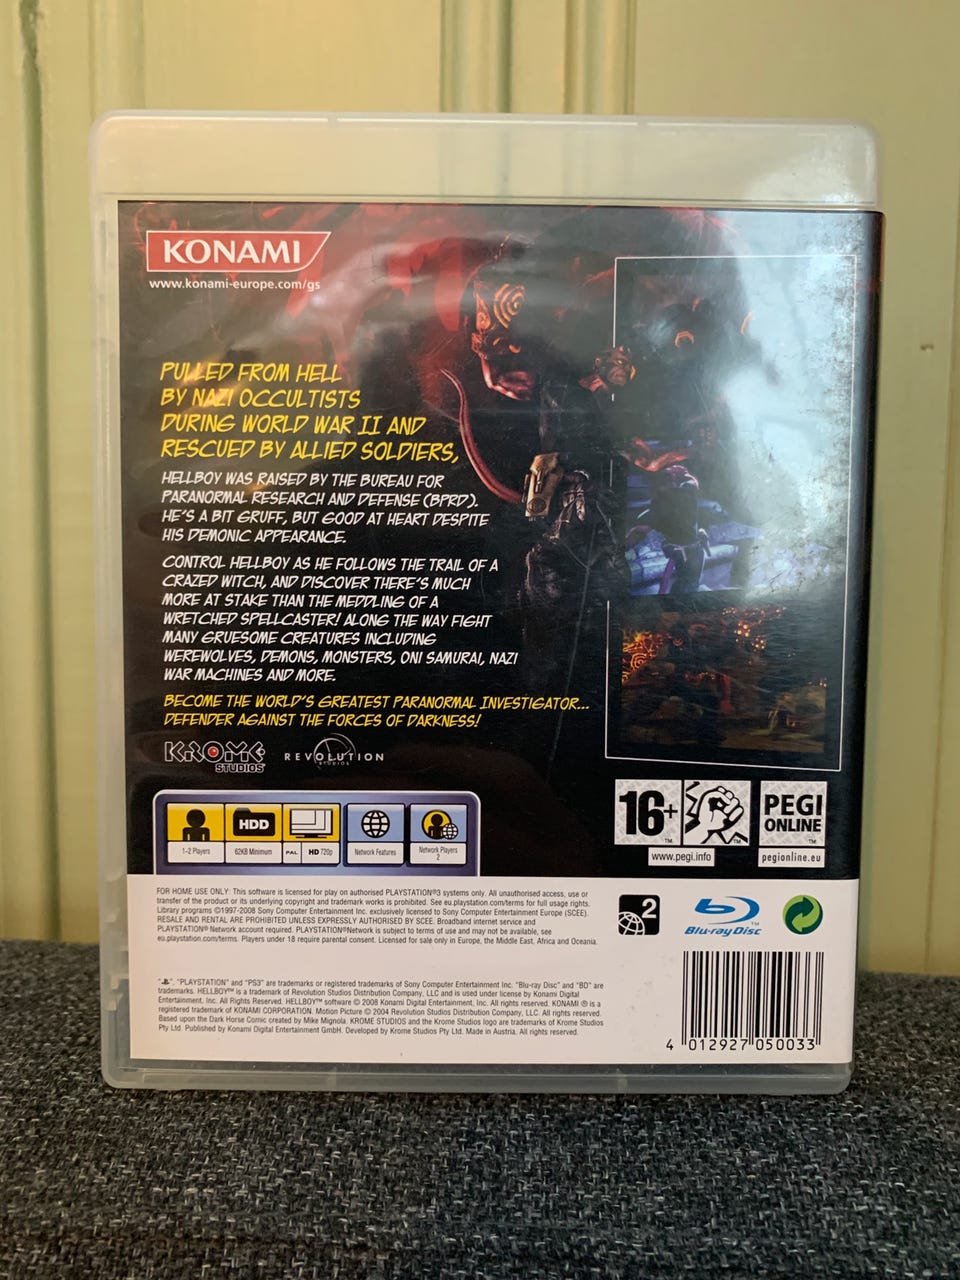 KONAMI
www.konami-europe.com/gs
PULLED FROM HELL
BY NAZI OCCULTISTS
DURING WORLD WAR II AND
RESCUED BY ALLIED SOLDIERS,
HELLBOY WAS RAISED BY THE BUREAU FOR
PARANORMAL RESEARCH AND DEFENSE (BPRD).
HE'S A BIT GRUFF, BUT GOOD AT HEART DESPITE
HIS DEMONIC APPEARANCE.
CONTROL HELLBOY AS HE FOLLOWS THE TRAIL OF A
CRAZED WITCH, AND DISCOVER THERE'S MUCH
MORE AT STAKE THAN THE MEDDLING OF A
WRETCHED SPELLCASTER! ALONG THE WAY FIGHT
MANY GRUESOME CREATURES INCLUDING
WEREWOLVES, DEMONS, MONSTERS, ONI SAMURAI, NAZI
WAR MACHINES AND MORE.
BECOME THE WORLD'S GREATEST PARANORMAL INVESTIGATOR...
DEFENDER AGAINST THE FORCES OF DARKNESS!
KROME STUDIOS
REVOLUTION STUDIOS
HDD
1-2 Players
62KB Minimum
PAL HD 720p
Network Features
Network Players
2
16+
PEGI
ONLINE
www.pegi.info
pegionline.eu
FOR HOME USE ONLY: This software is licensed for play on authorised PLAYSTATION®3 systems only. All unauthorised access, use or
transfer of the product or its underlying copyright and trademark works is prohibited. See eu.playstation.com/terms for full usage rights.
Library programs ©1997-2008 Sony Computer Entertainment Inc. exclusively licensed to Sony Computer Entertainment Europe (SCEE).
RESALE AND RENTAL ARE PROHIBITED UNLESS EXPRESSLY AUTHORISED BY SCEE. Broadband internet service and
PLAYSTATION® Network account required. PLAYSTATION®Network is subject to terms of use and may not be available, see
eu.playstation.com/terms. Players under 18 require parental consent. Licensed for sale only in Europe, the Middle East, Africa and Oceania.
2
Blu-ray Disc™
", "PLAYSTATION" and "PS3" are trademarks or registered trademarks of Sony Computer Entertainment Inc. "Blu-ray Disc" and "BD" are
trademarks. HELLBOY™ is a trademark of Revolution Studios Distribution Company, LLC and is used under license by Konami Digital
Entertainment, Inc. All Rights Reserved. HELLBOY™ software © 2008 Konami Digital Entertainment, Inc. All rights reserved. KONAMI ® is a
registered trademark of KONAMI CORPORATION. Motion Picture © 2004 Revolution Studios Distribution Company, LLC. All rights reserved.
Based upon the Dark Horse Comic created by Mike Mignola. KROME STUDIOS and the Krome Studios logo are trademarks of Krome Studios
Pty Ltd. Published by Konami Digital Entertainment GmbH. Developed by Krome Studios Pty Ltd. Made in Austria. All rights reserved.
4 012927 050033